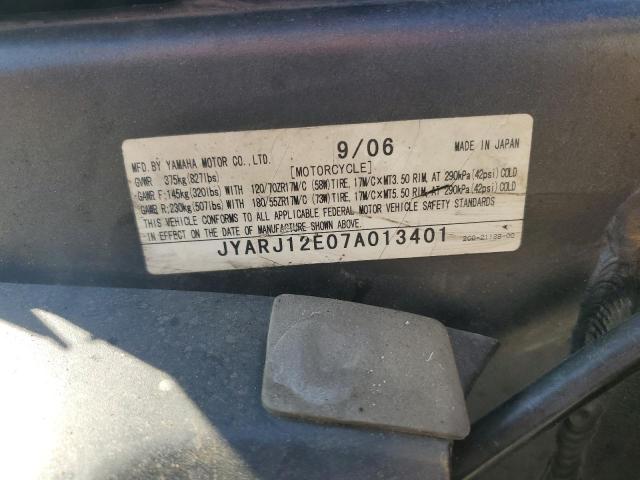 MFD.BY YAMAHA MOTOR CO.,LTD. 9/06 MADE IN JAPAN
GVWR 375kg(827lbs) [MOTORCYCLE]
GAWR F:145kg(320lbs)WITH 120/70ZR17M/C (58W)TIRE, 17M/C×MT3.50 RIM, AT 290kPa(42psi)COLD
GAWR R:230kg(507lbs)WITH 180/55ZR17M/C (73W)TIRE, 17M/C×MT5.50 RIM, AT 290kPa(42psi)COLD
THIS VEHICLE CONFORMS TO ALL APPLICABLE FEDERAL MOTOR VEHICLE SAFETY STANDARDS
IN EFFECT ON THE DATE OF MANUFACTURE SHOWN ABOVE.
JYARJ12E07A013401